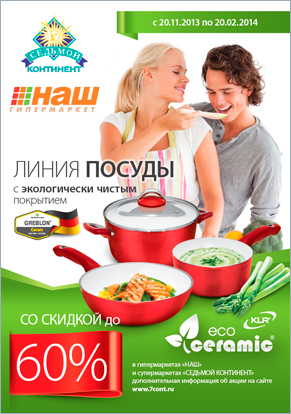 СЕДЬМОЙ
КОНТИНЕНТ
с 20.11.2013 по 20.02.2014
наш
ГИПЕРМАРКЕТ
ЛИНИЯ ПОСУДЫ
с экологически чистым
покрытием
GREBLON®
Ceram
СО СКИДКОЙ до
60%
eco
ceramic®
KLR
в гипермаркетах «НАШ»
и супермаркетах «СЕДЬМОЙ КОНТИНЕНТ»
дополнительная информация об акции на сайте
www.7cont.ru